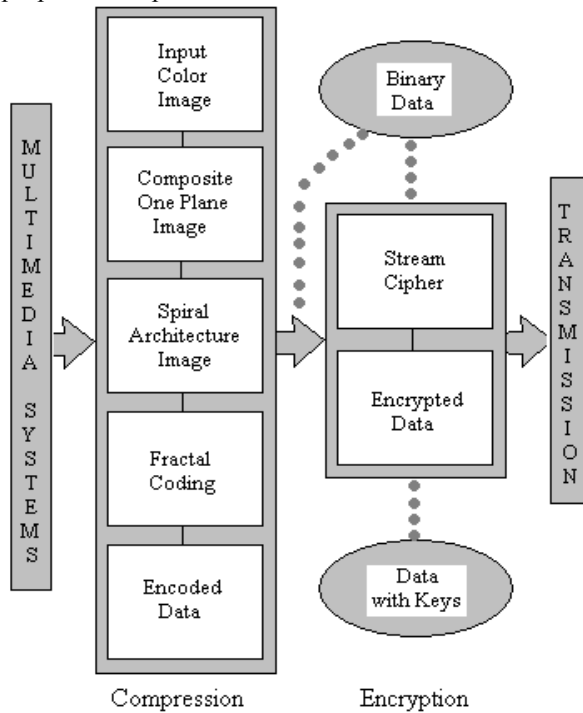 MULTIMEDIA SYSTEMS
Input
Color
Image
Composite
One Plane
Image
Spiral
Architecture
Image
Fractal
Coding
Encoded
Data
Compression
Binary
Data
Stream
Cipher
Encrypted
Data
Data
with Keys
Encryption
TRANSMISSION